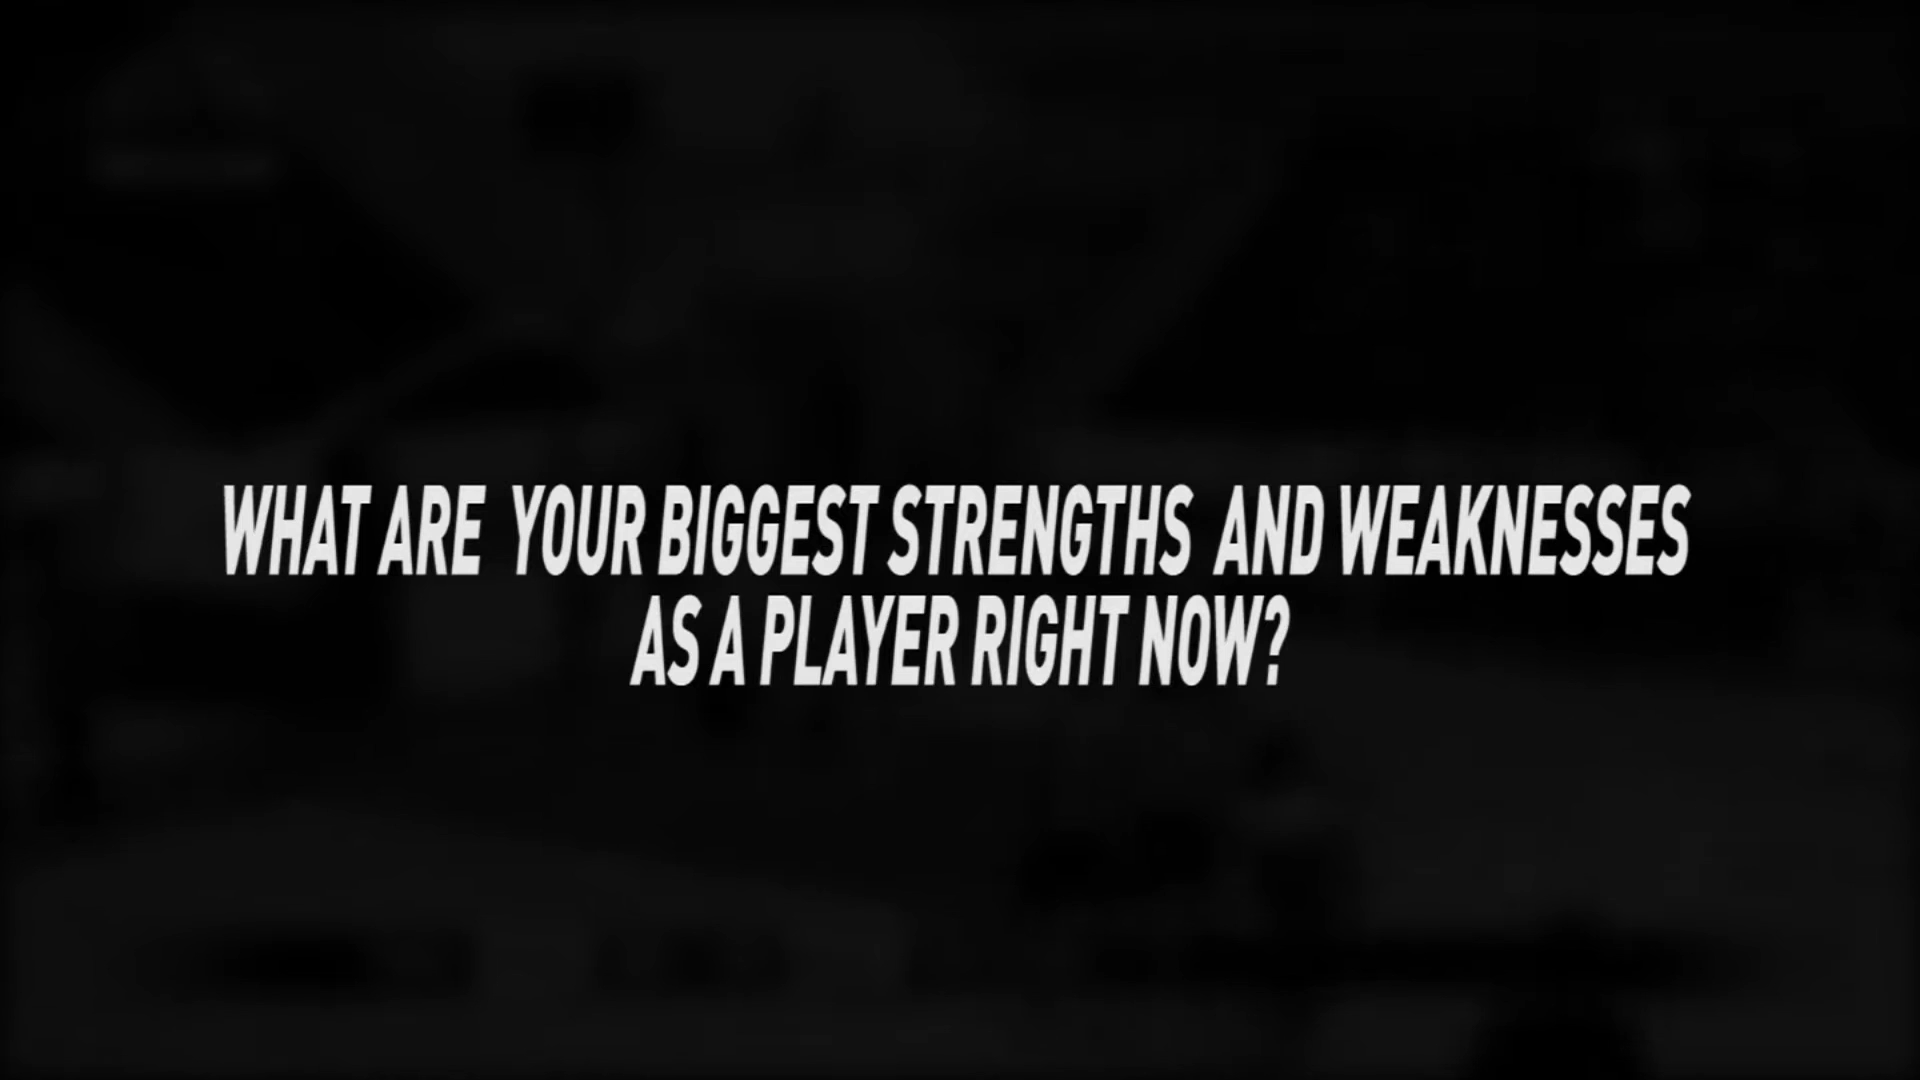 WHAT ARE YOUR BIGGEST STRENGTHS AND WEAKNESSES
AS A PLAYER RIGHT NOW?